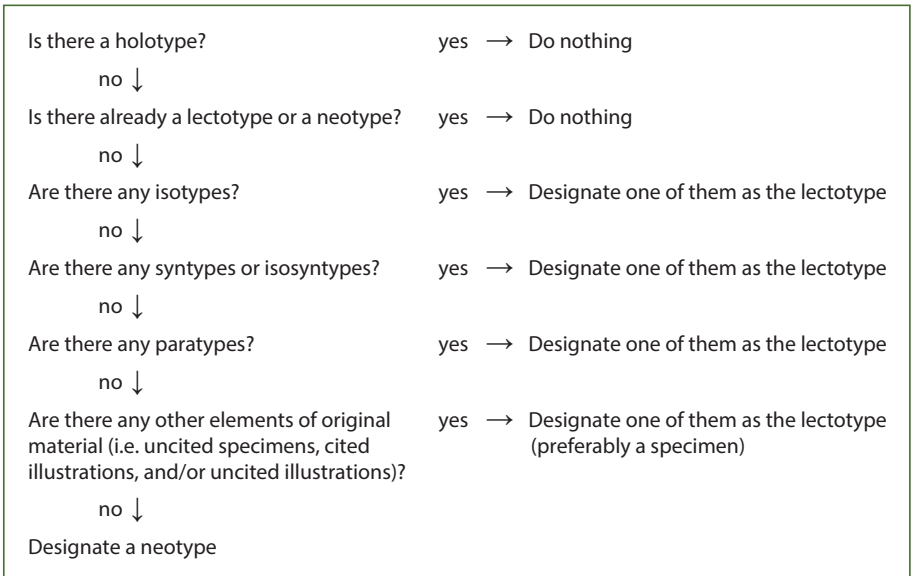 Is there a holotype? yes → Do nothing
no ↓
Is there already a lectotype or a neotype? yes → Do nothing
no ↓
Are there any isotypes? yes → Designate one of them as the lectotype
no ↓
Are there any syntypes or isosyntypes? yes → Designate one of them as the lectotype
no ↓
Are there any paratypes? yes → Designate one of them as the lectotype
no ↓
Are there any other elements of original yes → Designate one of them as the lectotype
material (i.e. uncited specimens, cited (preferably a specimen)
illustrations, and/or uncited illustrations)?
no ↓
Designate a neotype